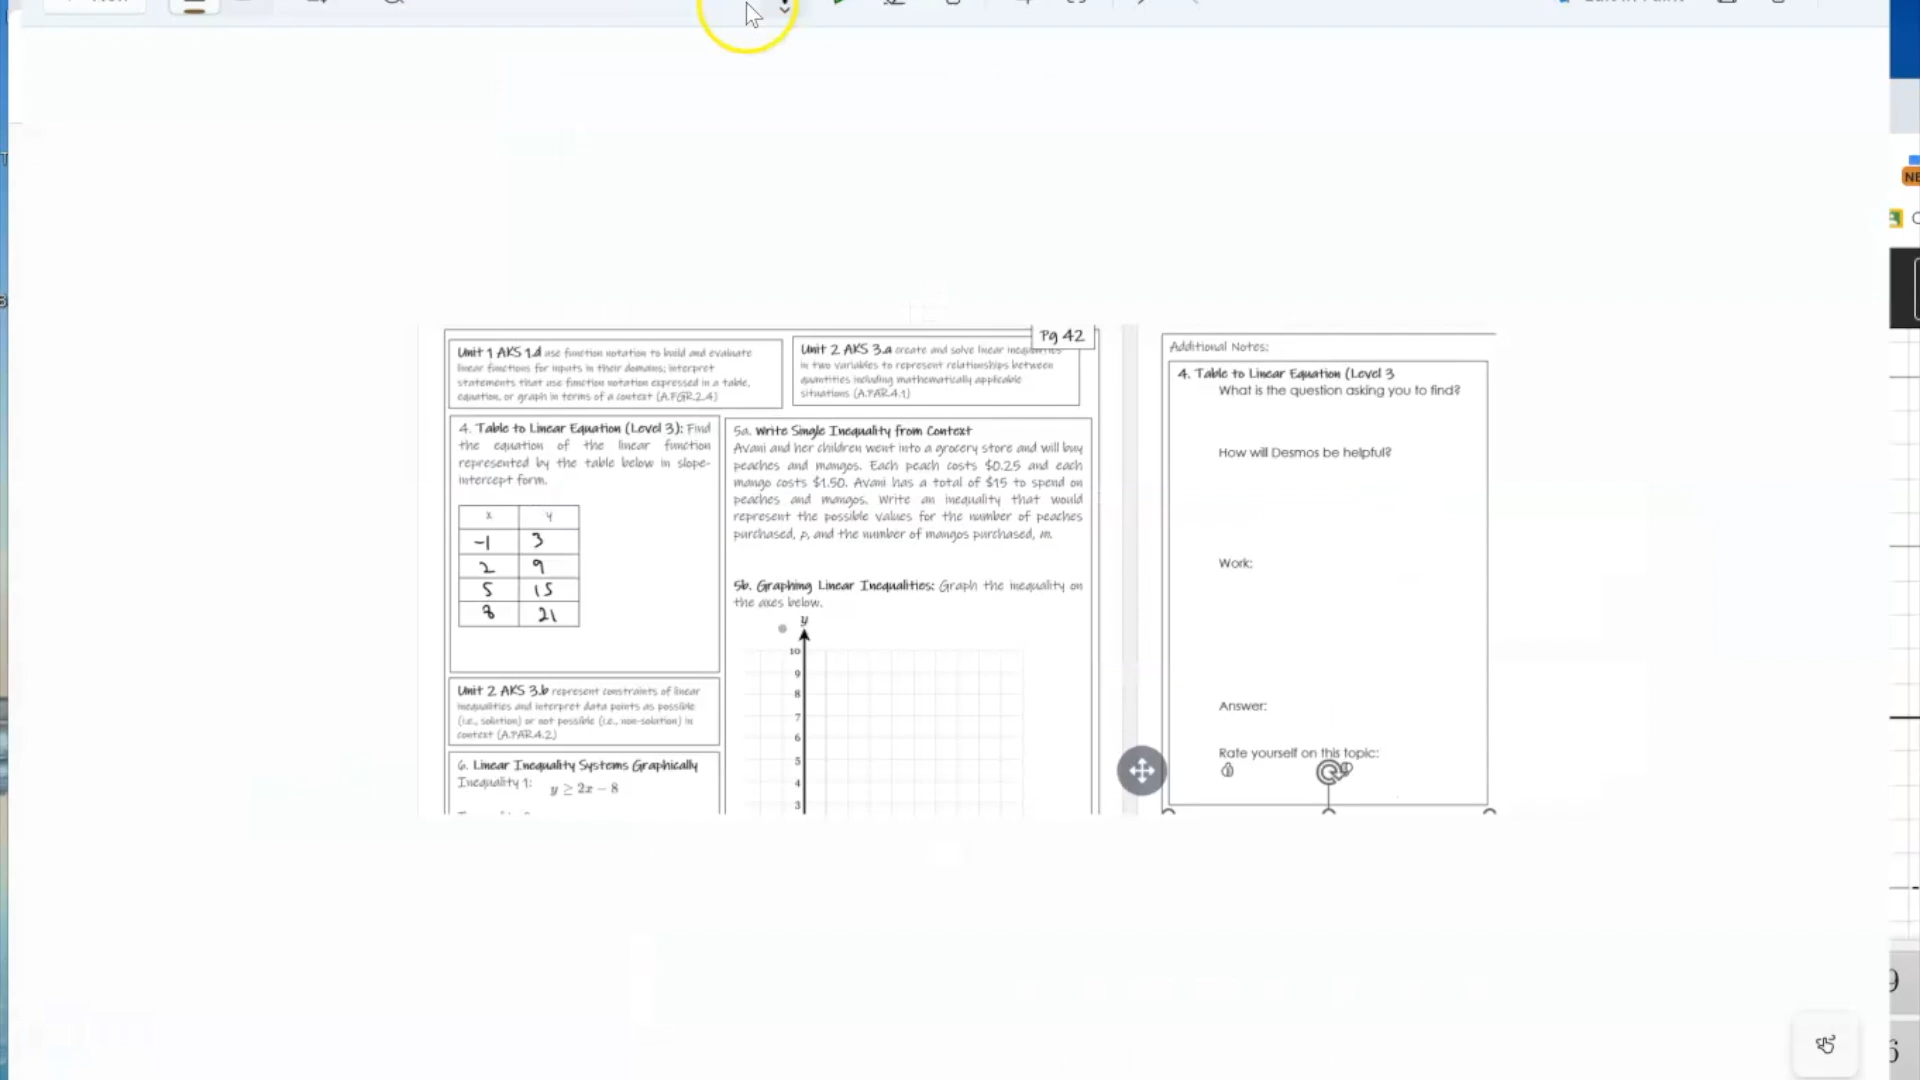 Pg 42
Unit 1 AKS 1.d use function notation to build and evaluate
linear functions for inputs in their domains; interpret
statements that use function notation expressed in a table,
equation, or graph in terms of a context (A.FGR.2.4)
Unit 2 AKS 3.a create and solve linear inequalities
in two variables to represent relationships between
quantities including mathematically applicable
situations (A.PAR.4.1)
4. Table to Linear Equation (Level 3): Find
the equation of the linear function
represented by the table below in slope-
intercept form.
x y
-1 3
2 9
5 15
8 21
Unit 2 AKS 3.b represent constraints of linear
inequalities and interpret data points as possible
(i.e., solution) or not possible (i.e., non-solution) in
context (A.PAR.4.2)
6. Linear Inequality Systems Graphically
Inequality 1: y ≥ 2x − 8
5a. Write Single Inequality from Context
Avani and her children went into a grocery store and will buy
peaches and mangos. Each peach costs $0.25 and each
mango costs $1.50. Avani has a total of $15 to spend on
peaches and mangos. Write an inequality that would
represent the possible values for the number of peaches
purchased, p, and the number of mangos purchased, m.
5b. Graphing Linear Inequalities: Graph the inequality on
the axes below.
y
10
9
8
7
6
5
4
3
Additional Notes:
4. Table to Linear Equation (Level 3
What is the question asking you to find?
How will Desmos be helpful?
Work:
Answer:
Rate yourself on this topic: